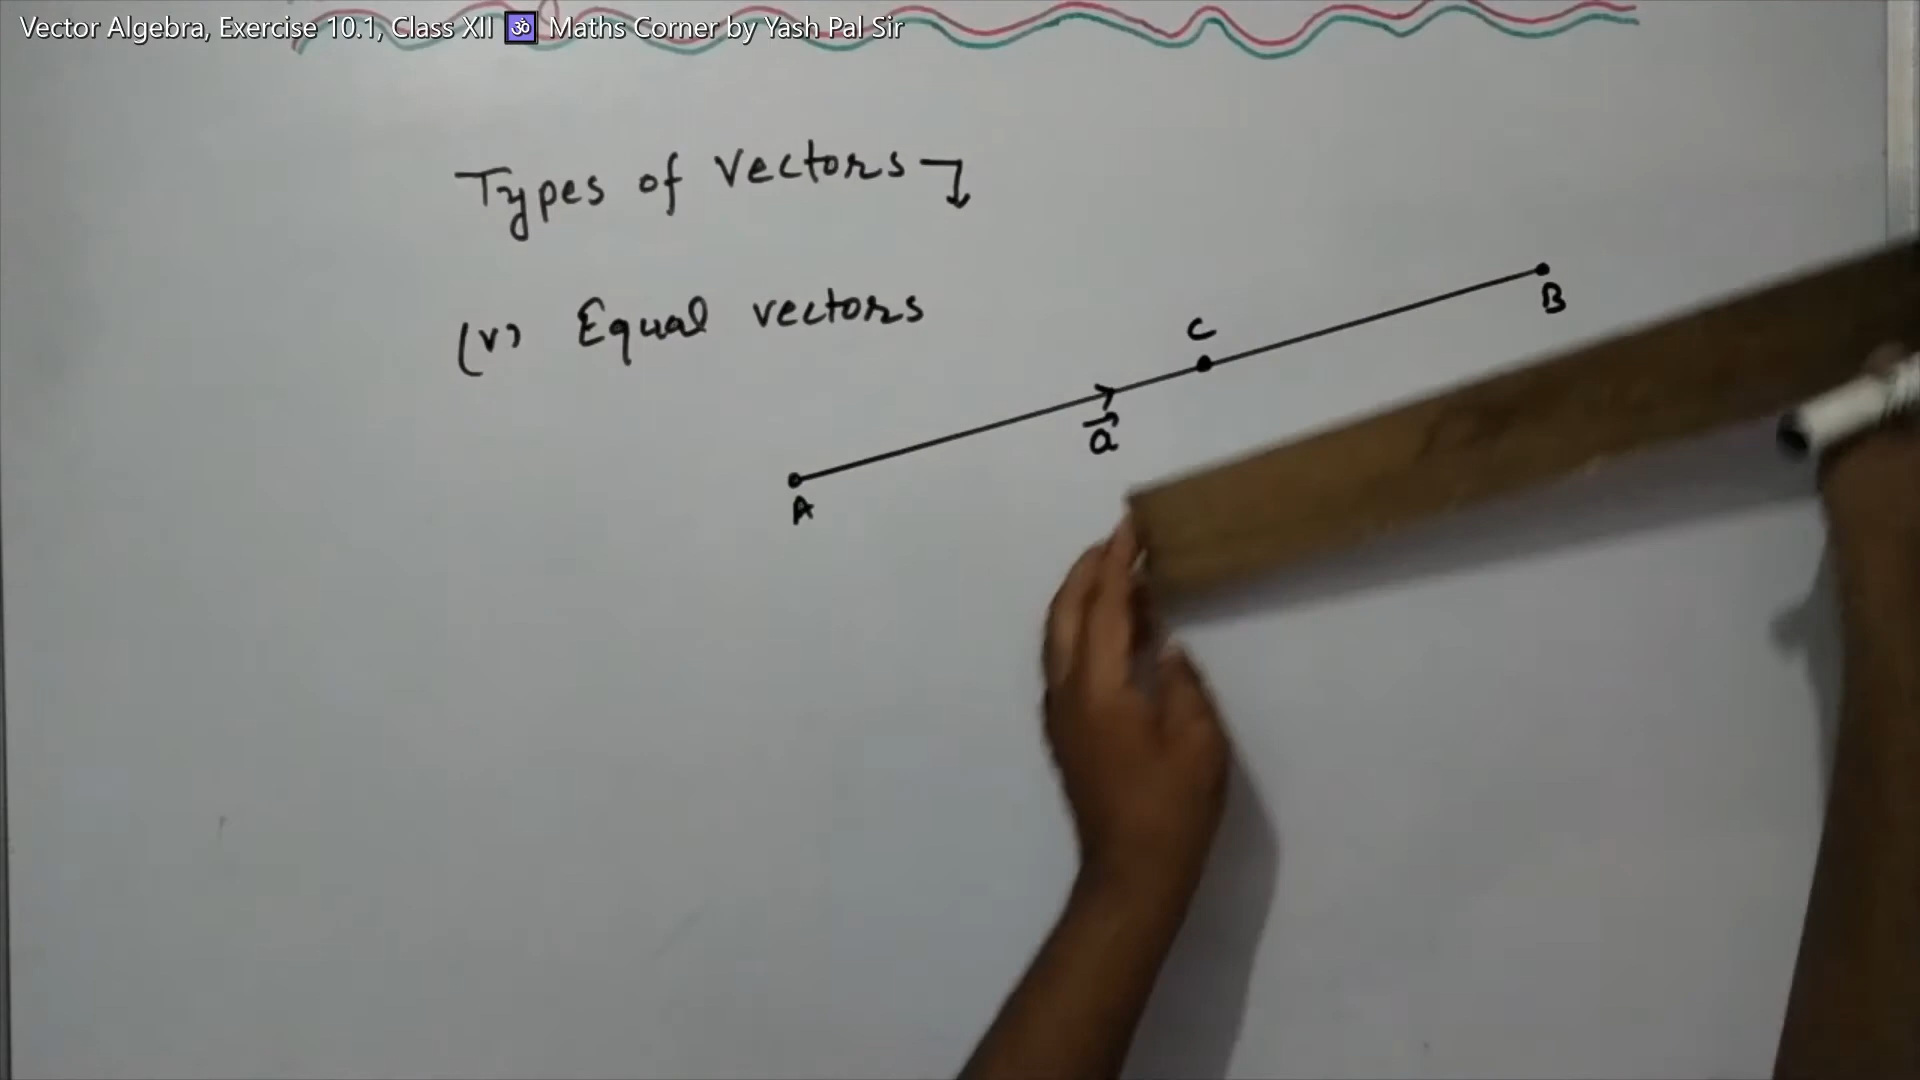 Vector Algebra, Exercise 10.1, Class XII 🕉 Maths Corner by Yash Pal Sir
Types of vectors
(v) Equal vectors
B
C
a
A